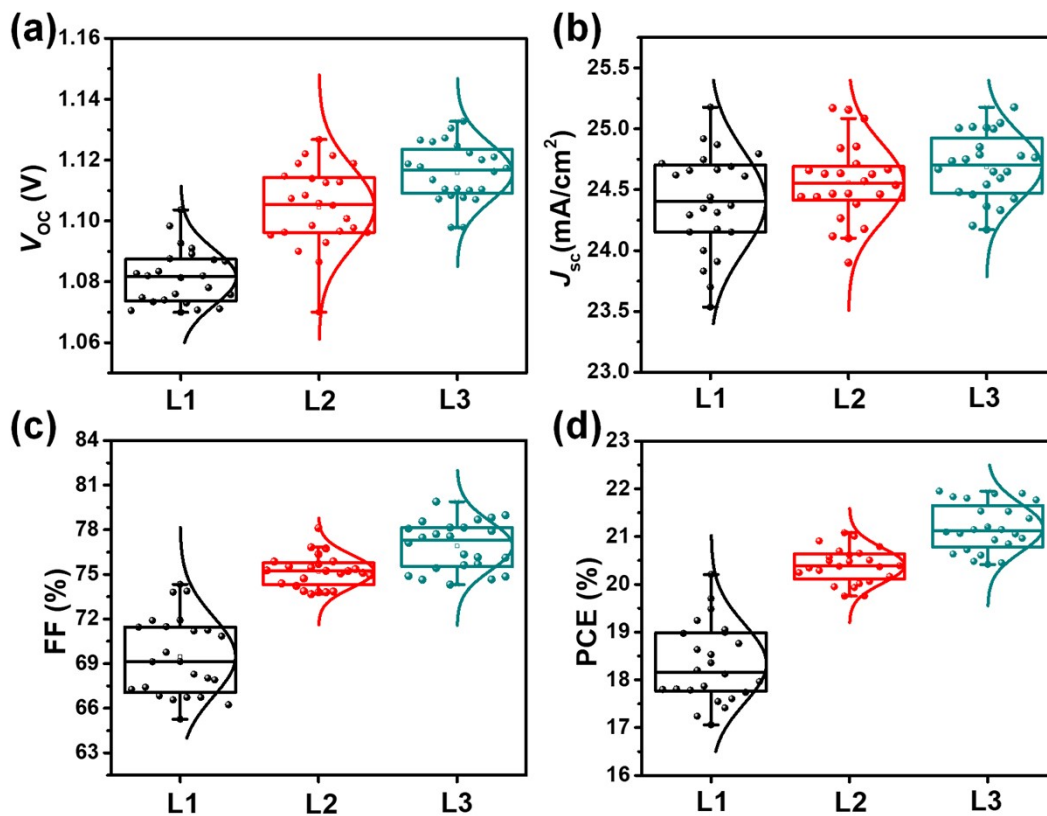 (a)
1.16
1.14
1.12
1.10
1.08
1.06
Voc (V)
L1 L2 L3
(b)
25.5
25.0
24.5
24.0
23.5
23.0
Jsc(mA/cm²)
L1 L2 L3
(c)
84
81
78
75
72
69
66
63
FF (%)
L1 L2 L3
(d)
23
22
21
20
19
18
17
16
PCE (%)
L1 L2 L3